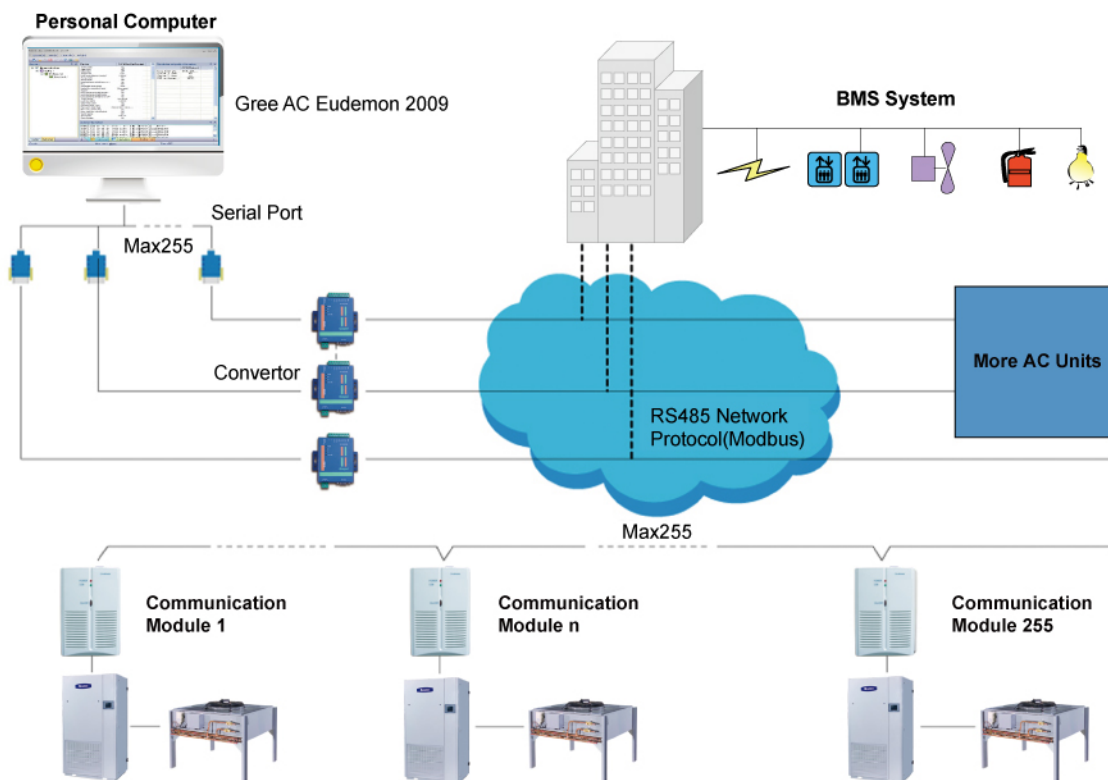 Personal Computer
Gree AC Eudemon 2009
BMS System
Serial Port
Max255
Convertor
More AC Units
RS485 Network
Protocol(Modbus)
Max255
Communication
Module 1
Communication
Module n
Communication
Module 255